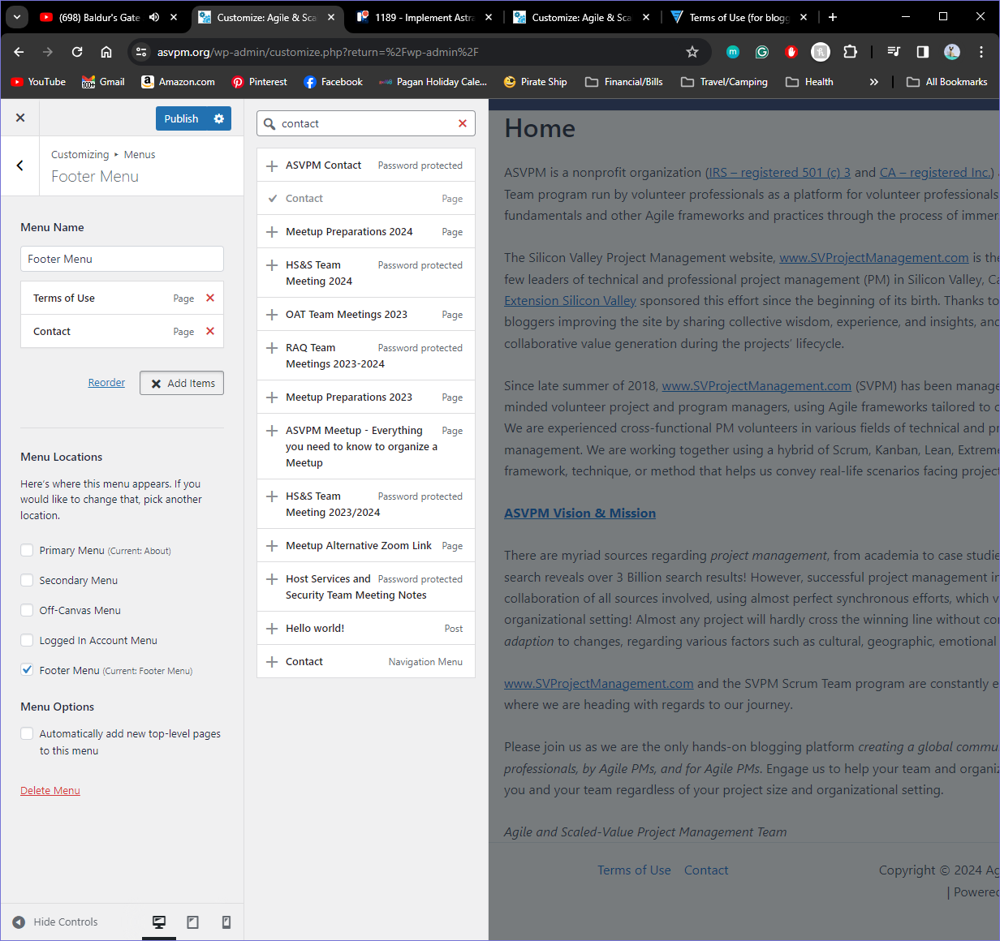 (698) Baldur's Gate
Customize: Agile & Sca
1189 - Implement Astra
Customize: Agile & Sca
Terms of Use (for blogg
asvpm.org/wp-admin/customize.php?return=%2Fwp-admin%2F
YouTube
Gmail
Amazon.com
Pinterest
Facebook
Pagan Holiday Cale...
Pirate Ship
Financial/Bills
Travel/Camping
Health
All Bookmarks
Publish
Customizing ▸ Menus
Footer Menu
Menu Name
Footer Menu
Terms of Use Page
Contact Page
Reorder
Add Items
Menu Locations
Here's where this menu appears. If you
would like to change that, pick another
location.
Primary Menu (Current: About)
Secondary Menu
Off-Canvas Menu
Logged In Account Menu
Footer Menu (Current: Footer Menu)
Menu Options
Automatically add new top-level pages
to this menu
Delete Menu
Hide Controls
contact
ASVPM Contact Password protected
Contact Page
Meetup Preparations 2024 Page
HS&S Team Password protected
Meeting 2024
OAT Team Meetings 2023 Page
RAQ Team Password protected
Meetings 2023-2024
Meetup Preparations 2023 Page
ASVPM Meetup - Everything Page
you need to know to organize a
Meetup
HS&S Team Password protected
Meeting 2023/2024
Meetup Alternative Zoom Link Page
Host Services and Password protected
Security Team Meeting Notes
Hello world! Post
Contact Navigation Menu
Home
ASVPM is a nonprofit organization (IRS – registered 501 (c) 3 and CA – registered Inc.)
Team program run by volunteer professionals as a platform for volunteer professionals
fundamentals and other Agile frameworks and practices through the process of immer
The Silicon Valley Project Management website, www.SVProjectManagement.com is the
few leaders of technical and professional project management (PM) in Silicon Valley, Ca
Extension Silicon Valley sponsored this effort since the beginning of its birth. Thanks to
bloggers improving the site by sharing collective wisdom, experience, and insights, and
collaborative value generation during the projects' lifecycle.
Since late summer of 2018, www.SVProjectManagement.com (SVPM) has been manage
minded volunteer project and program managers, using Agile frameworks tailored to c
We are experienced cross-functional PM volunteers in various fields of technical and pr
management. We are working together using a hybrid of Scrum, Kanban, Lean, Extreme
framework, technique, or method that helps us convey real-life scenarios facing project
ASVPM Vision & Mission
There are myriad sources regarding project management, from academia to case studie
search reveals over 3 Billion search results! However, successful project management in
collaboration of all sources involved, using almost perfect synchronous efforts, which v
organizational setting! Almost any project will hardly cross the winning line without cor
adaption to changes, regarding various factors such as cultural, geographic, emotional
www.SVProjectManagement.com and the SVPM Scrum Team program are constantly e
where we are heading with regards to our journey.
Please join us as we are the only hands-on blogging platform creating a global commu
professionals, by Agile PMs, and for Agile PMs. Engage us to help your team and organiz
you and your team regardless of your project size and organizational setting.
Agile and Scaled-Value Project Management Team
Terms of Use Contact
Copyright © 2024 Ag
| Powered